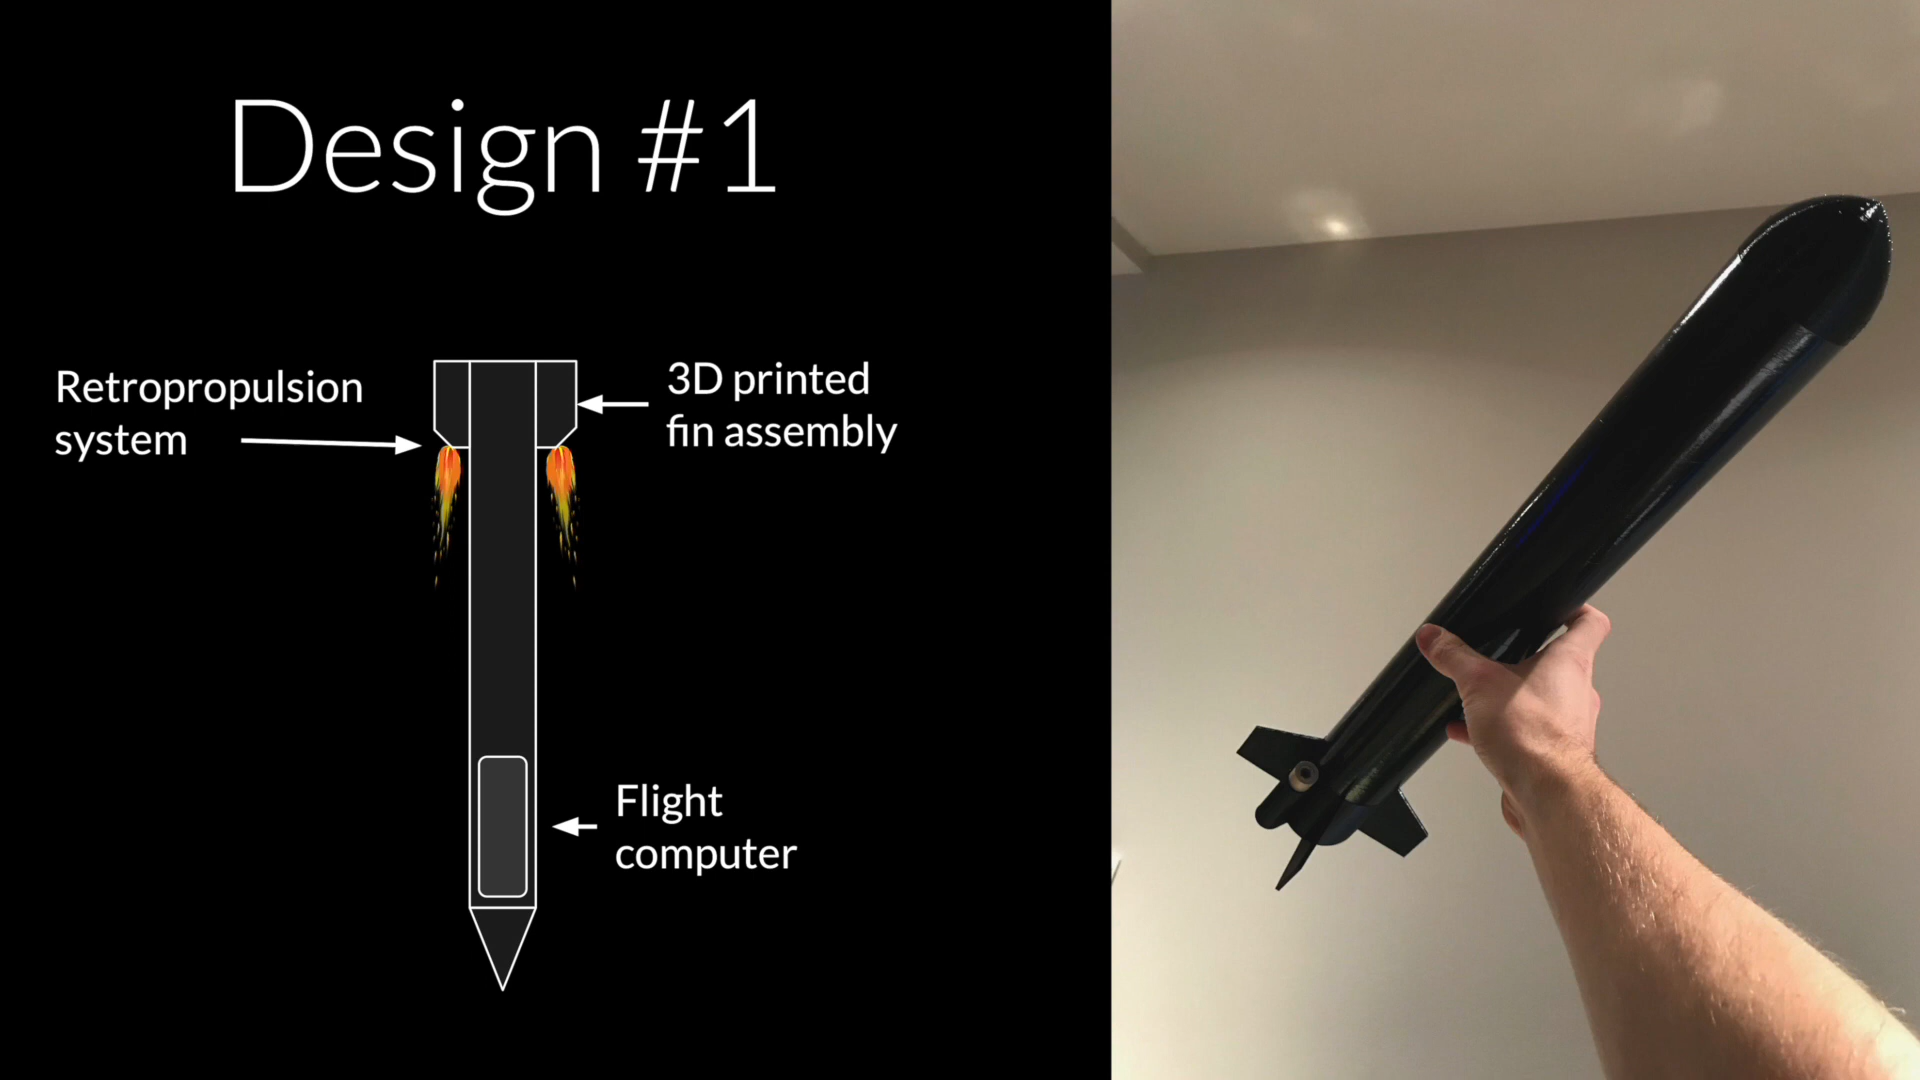 Design #1
Retropropulsion
system
3D printed
fin assembly
Flight
computer